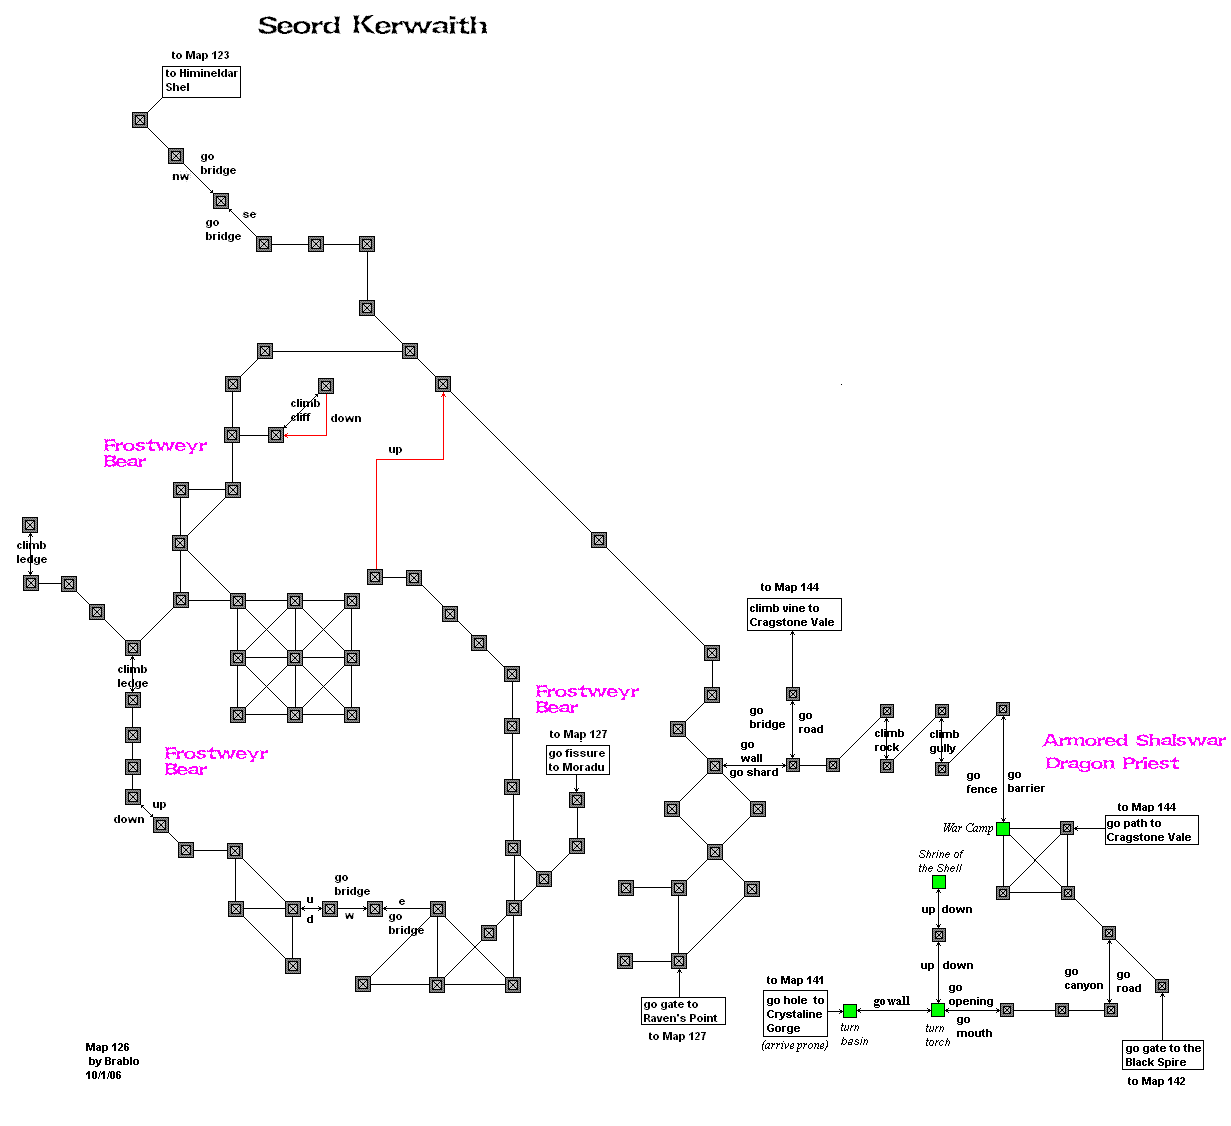 Seord Kerwaith
to Map 123
to Himineldar
Shel
go
bridge
nw
se
go
bridge
climb
cliff
down
up
Frostweyr
Bear
climb
ledge
climb
ledge
Frostweyr
Bear
up
down
go
bridge
u
d
w
e
go
bridge
Frostweyr
Bear
to Map 127
go fissure
to Moradu
to Map 144
climb vine to
Cragstone Vale
go
bridge
go
road
go
wall
go shard
climb
rock
climb
gully
go
fence
go
barrier
Armored Shalswar
Dragon Priest
to Map 144
go path to
Cragstone Vale
War Camp
Shrine of
the Shell
up
down
up
down
go
canyon
go
road
go
opening
go
mouth
go wall
to Map 141
go hole to
Crystaline
Gorge
(arrive prone)
turn
basin
turn
torch
go gate to
Raven's Point
to Map 127
go gate to the
Black Spire
to Map 142
Map 126
by Brablo
10/1/06